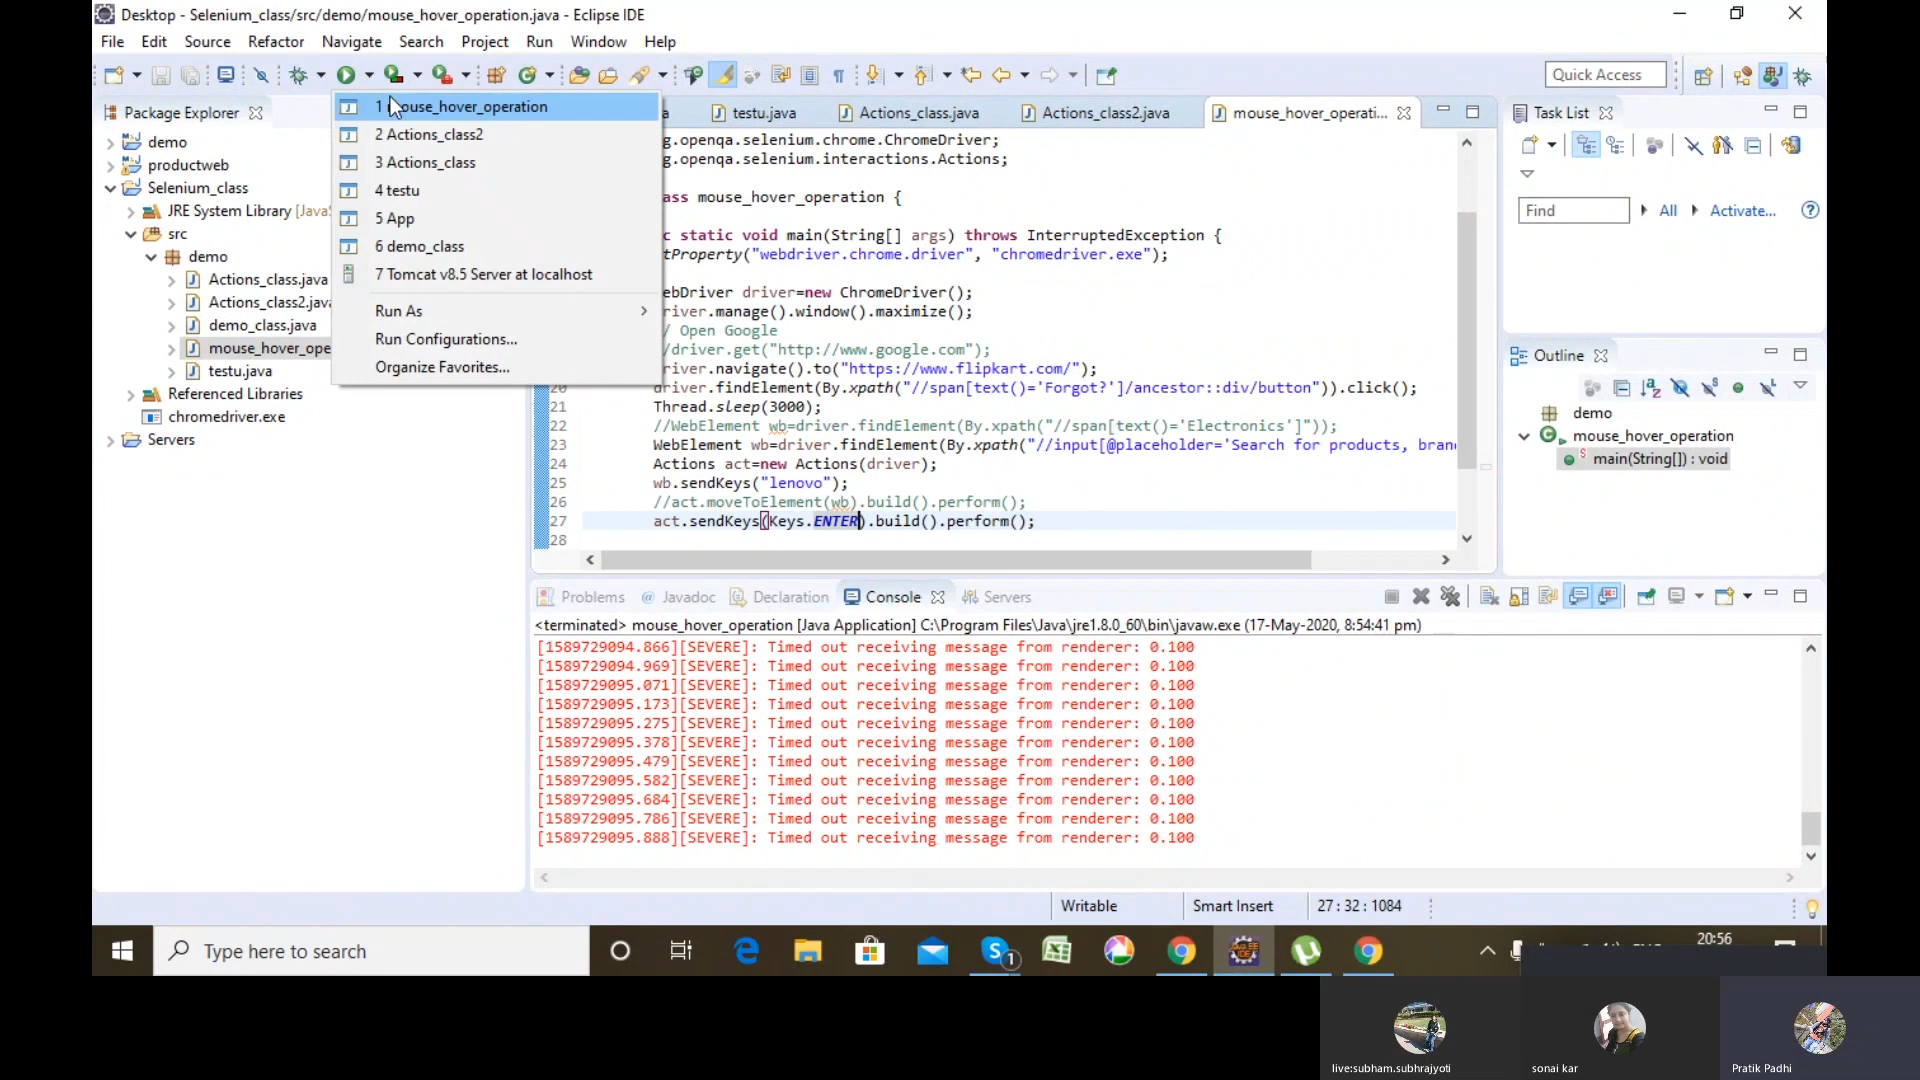 Desktop - Selenium_class/src/demo/mouse_hover_operation.java - Eclipse IDE
File Edit Source Refactor Navigate Search Project Run Window Help
Quick Access
Package Explorer
demo
productweb
Selenium_class
JRE System Library [Java
src
demo
Actions_class.java
Actions_class2.java
demo_class.java
mouse_hover_ope
testu.java
Referenced Libraries
chromedriver.exe
Servers
1 mouse_hover_operation
2 Actions_class2
3 Actions_class
4 testu
5 App
6 demo_class
7 Tomcat v8.5 Server at localhost
Run As
Run Configurations...
Organize Favorites...
a testu.java Actions_class.java Actions_class2.java mouse_hover_operati...
g.openqa.selenium.chrome.ChromeDriver;
g.openqa.selenium.interactions.Actions;
ass mouse_hover_operation {
c static void main(String[] args) throws InterruptedException {
tProperty("webdriver.chrome.driver", "chromedriver.exe");
ebDriver driver=new ChromeDriver();
river.manage().window().maximize();
/ Open Google
/driver.get("http://www.google.com");
river.navigate().to("https://www.flipkart.com/");
20 driver.findElement(By.xpath("//span[text()='Forgot?']/ancestor::div/button")).click();
21 Thread.sleep(3000);
22 //WebElement wb=driver.findElement(By.xpath("//span[text()='Electronics']"));
23 WebElement wb=driver.findElement(By.xpath("//input[@placeholder='Search for products, bran
24 Actions act=new Actions(driver);
25 wb.sendKeys("lenovo");
26 //act.moveToElement(wb).build().perform();
27 act.sendKeys(Keys.ENTER).build().perform();
28
Task List
Find All Activate...
Outline
demo
mouse_hover_operation
main(String[]) : void
Problems Javadoc Declaration Console Servers
<terminated> mouse_hover_operation [Java Application] C:\Program Files\Java\jre1.8.0_60\bin\javaw.exe (17-May-2020, 8:54:41 pm)
[1589729094.866][SEVERE]: Timed out receiving message from renderer: 0.100
[1589729094.969][SEVERE]: Timed out receiving message from renderer: 0.100
[1589729095.071][SEVERE]: Timed out receiving message from renderer: 0.100
[1589729095.173][SEVERE]: Timed out receiving message from renderer: 0.100
[1589729095.275][SEVERE]: Timed out receiving message from renderer: 0.100
[1589729095.378][SEVERE]: Timed out receiving message from renderer: 0.100
[1589729095.479][SEVERE]: Timed out receiving message from renderer: 0.100
[1589729095.582][SEVERE]: Timed out receiving message from renderer: 0.100
[1589729095.684][SEVERE]: Timed out receiving message from renderer: 0.100
[1589729095.786][SEVERE]: Timed out receiving message from renderer: 0.100
[1589729095.888][SEVERE]: Timed out receiving message from renderer: 0.100
Writable Smart Insert 27 : 32 : 1084
Type here to search
20:56
live:subham.subhrajyoti sonai kar Pratik Padhi